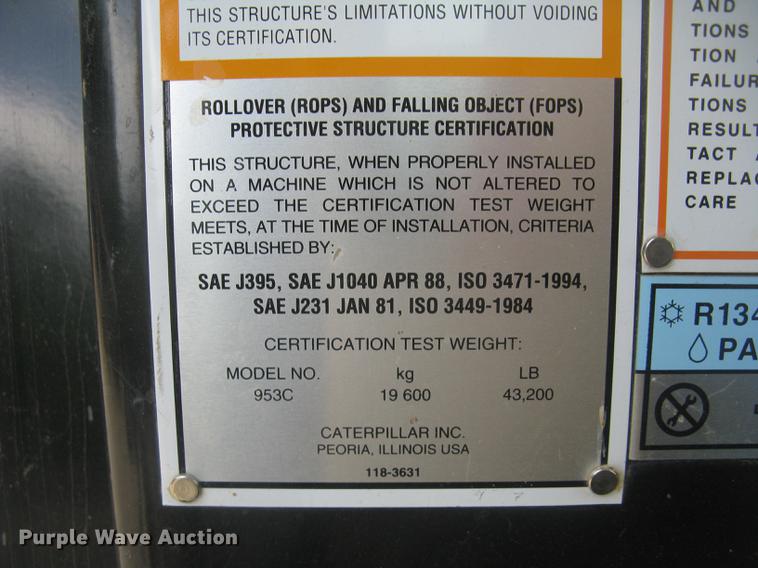 THIS STRUCTURE'S LIMITATIONS WITHOUT VOIDING
ITS CERTIFICATION.
ROLLOVER (ROPS) AND FALLING OBJECT (FOPS)
PROTECTIVE STRUCTURE CERTIFICATION
THIS STRUCTURE, WHEN PROPERLY INSTALLED
ON A MACHINE WHICH IS NOT ALTERED TO
EXCEED THE CERTIFICATION TEST WEIGHT
MEETS, AT THE TIME OF INSTALLATION, CRITERIA
ESTABLISHED BY:
SAE J395, SAE J1040 APR 88, ISO 3471-1994,
SAE J231 JAN 81, ISO 3449-1984
CERTIFICATION TEST WEIGHT:
MODEL NO. kg LB
953C 19 600 43,200
CATERPILLAR INC.
PEORIA, ILLINOIS USA
118-3631
AND
TIONS
TION
FAILUR
TIONS
RESULT
TACT
REPLAC
CARE
R134
PA
Purple Wave Auction